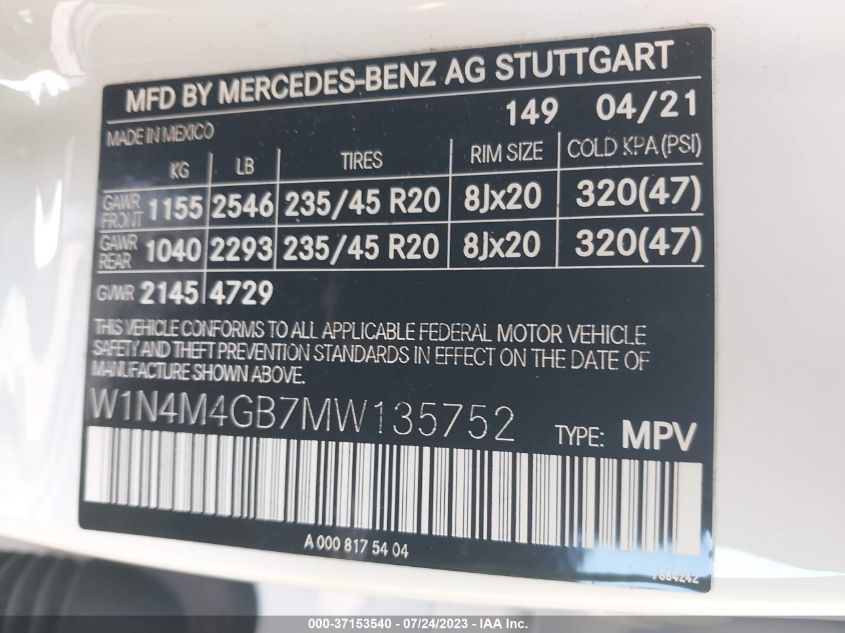 MFD BY MERCEDES-BENZ AG STUTTGART
149 04/21
MADE IN MEXICO
KG LB TIRES RIM SIZE COLD KPA (PSI)
GAWR FRONT 1155 2546 235/45 R20 8Jx20 320(47)
GAWR REAR 1040 2293 235/45 R20 8Jx20 320(47)
GVWR 2145 4729
THIS VEHICLE CONFORMS TO ALL APPLICABLE FEDERAL MOTOR VEHICLE
SAFETY AND THEFT PREVENTION STANDARDS IN EFFECT ON THE DATE OF
MANUFACTURE SHOWN ABOVE.
W1N4M4GB7MW135752 TYPE: MPV
A 000 817 54 04
7884242
000-37153540 / 07/24/2023 - IAA Inc.